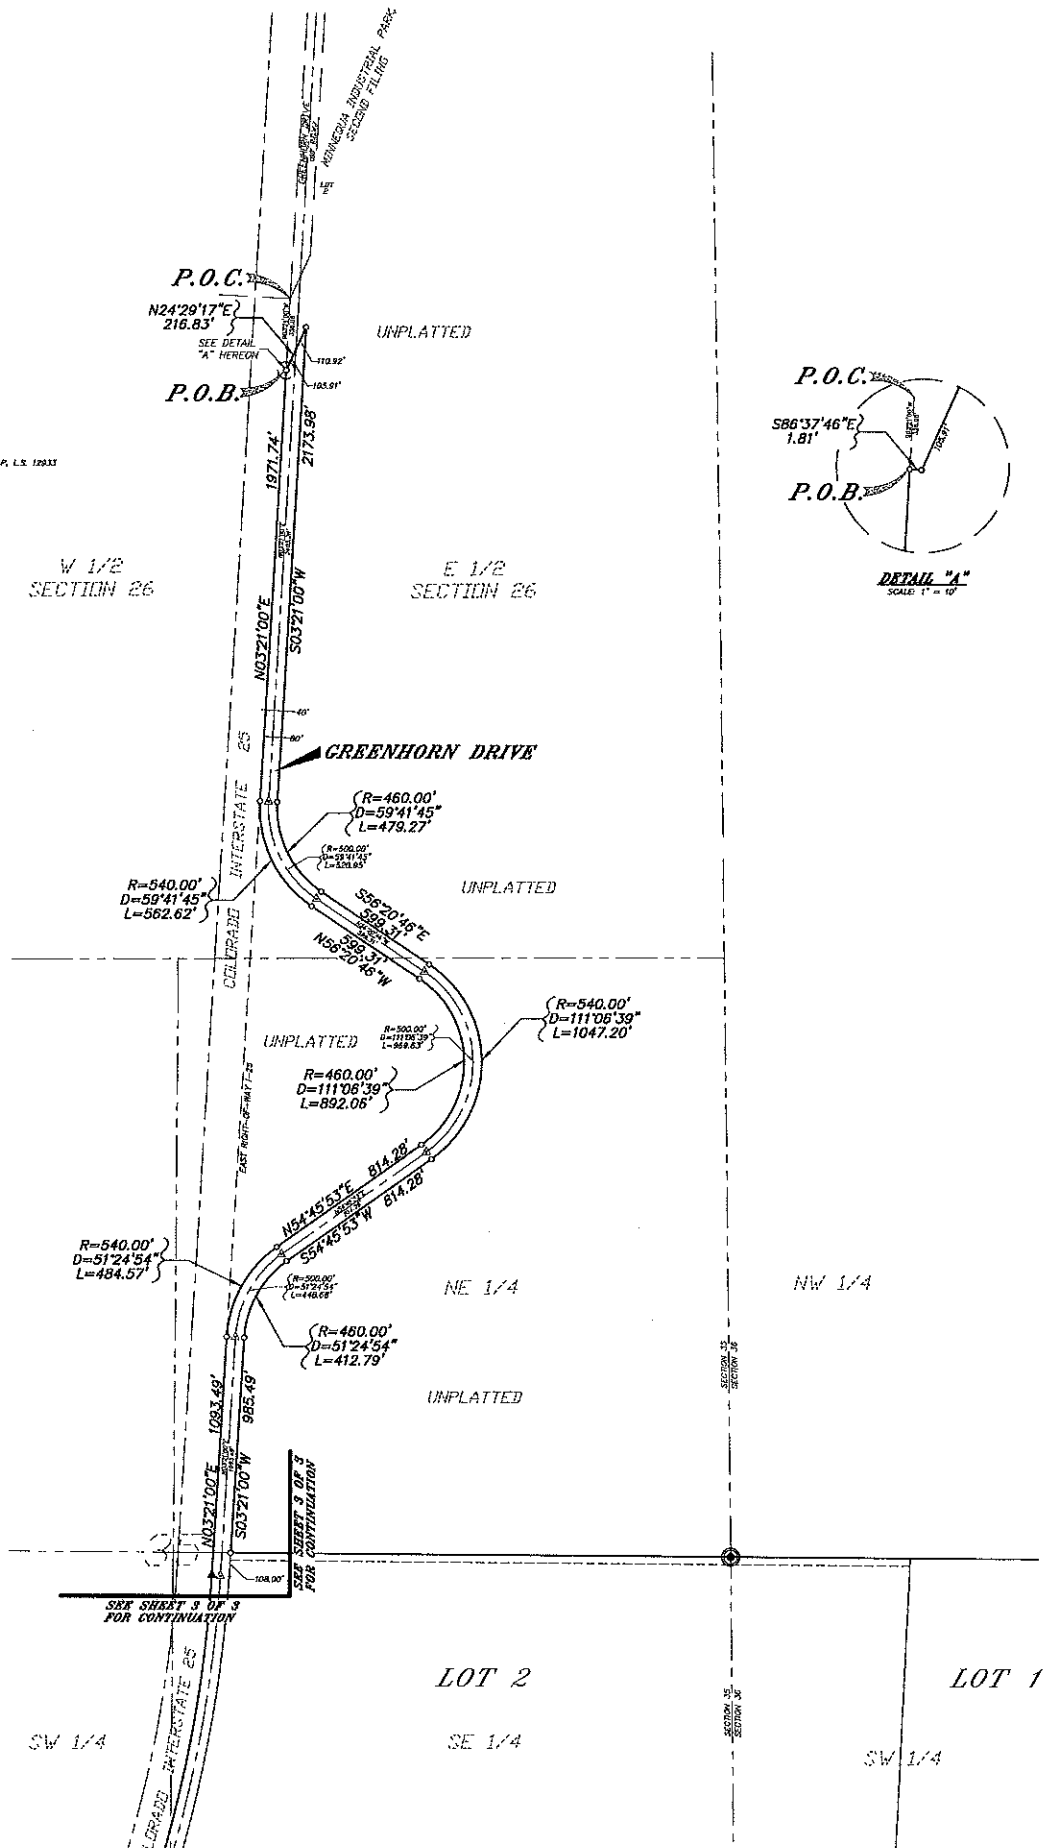 MINNEQUA INDUSTRIAL PARK,
SECOND FILING
GREENHORN DRIVE
LOT
P.O.C.
N24°29'17"E
216.83'
SEE DETAIL
"A" HEREON
P.O.B.
UNPLATTED
110.92'
105.91'
1971.74'
2173.98'
P.O.C.
S86°37'46"E
1.81'
105.91'
P.O.B.
DETAIL "A"
SCALE: 1" = 10'
P, L.S. 12933
W 1/2
SECTION 26
E 1/2
SECTION 26
N03°21'00"E
S03°21'00"W
40'
80'
GREENHORN DRIVE
COLORADO INTERSTATE 25
R=460.00'
D=59°41'45"
L=479.27'
R=500.00'
D=59°41'45"
L=520.95'
R=540.00'
D=59°41'45"
L=562.62'
UNPLATTED
S56°20'46"E
599.31'
599.31'
N56°20'46"W
UNPLATTED
R=500.00'
D=111°06'39"
L=969.63'
R=540.00'
D=111°06'39"
L=1047.20'
R=460.00'
D=111°06'39"
L=892.06'
EAST RIGHT-OF-WAY I-25
N54°45'53"E 814.28'
S54°45'53"W 814.28'
R=540.00'
D=51°24'54"
L=484.57'
R=500.00'
D=51°24'54"
L=448.68'
R=460.00'
D=51°24'54"
L=412.79'
NE 1/4
NW 1/4
UNPLATTED
SECTION 35
SECTION 36
1093.49'
985.49'
N03°21'00"E
S03°21'00"W
SEE SHEET 3 OF 3
FOR CONTINUATION
108.00'
SEE SHEET 3 OF 3
FOR CONTINUATION
LOT 2
LOT 1
SECTION 35
SECTION 36
SW 1/4
SE 1/4
SW 1/4
LORADO INTERSTATE 25